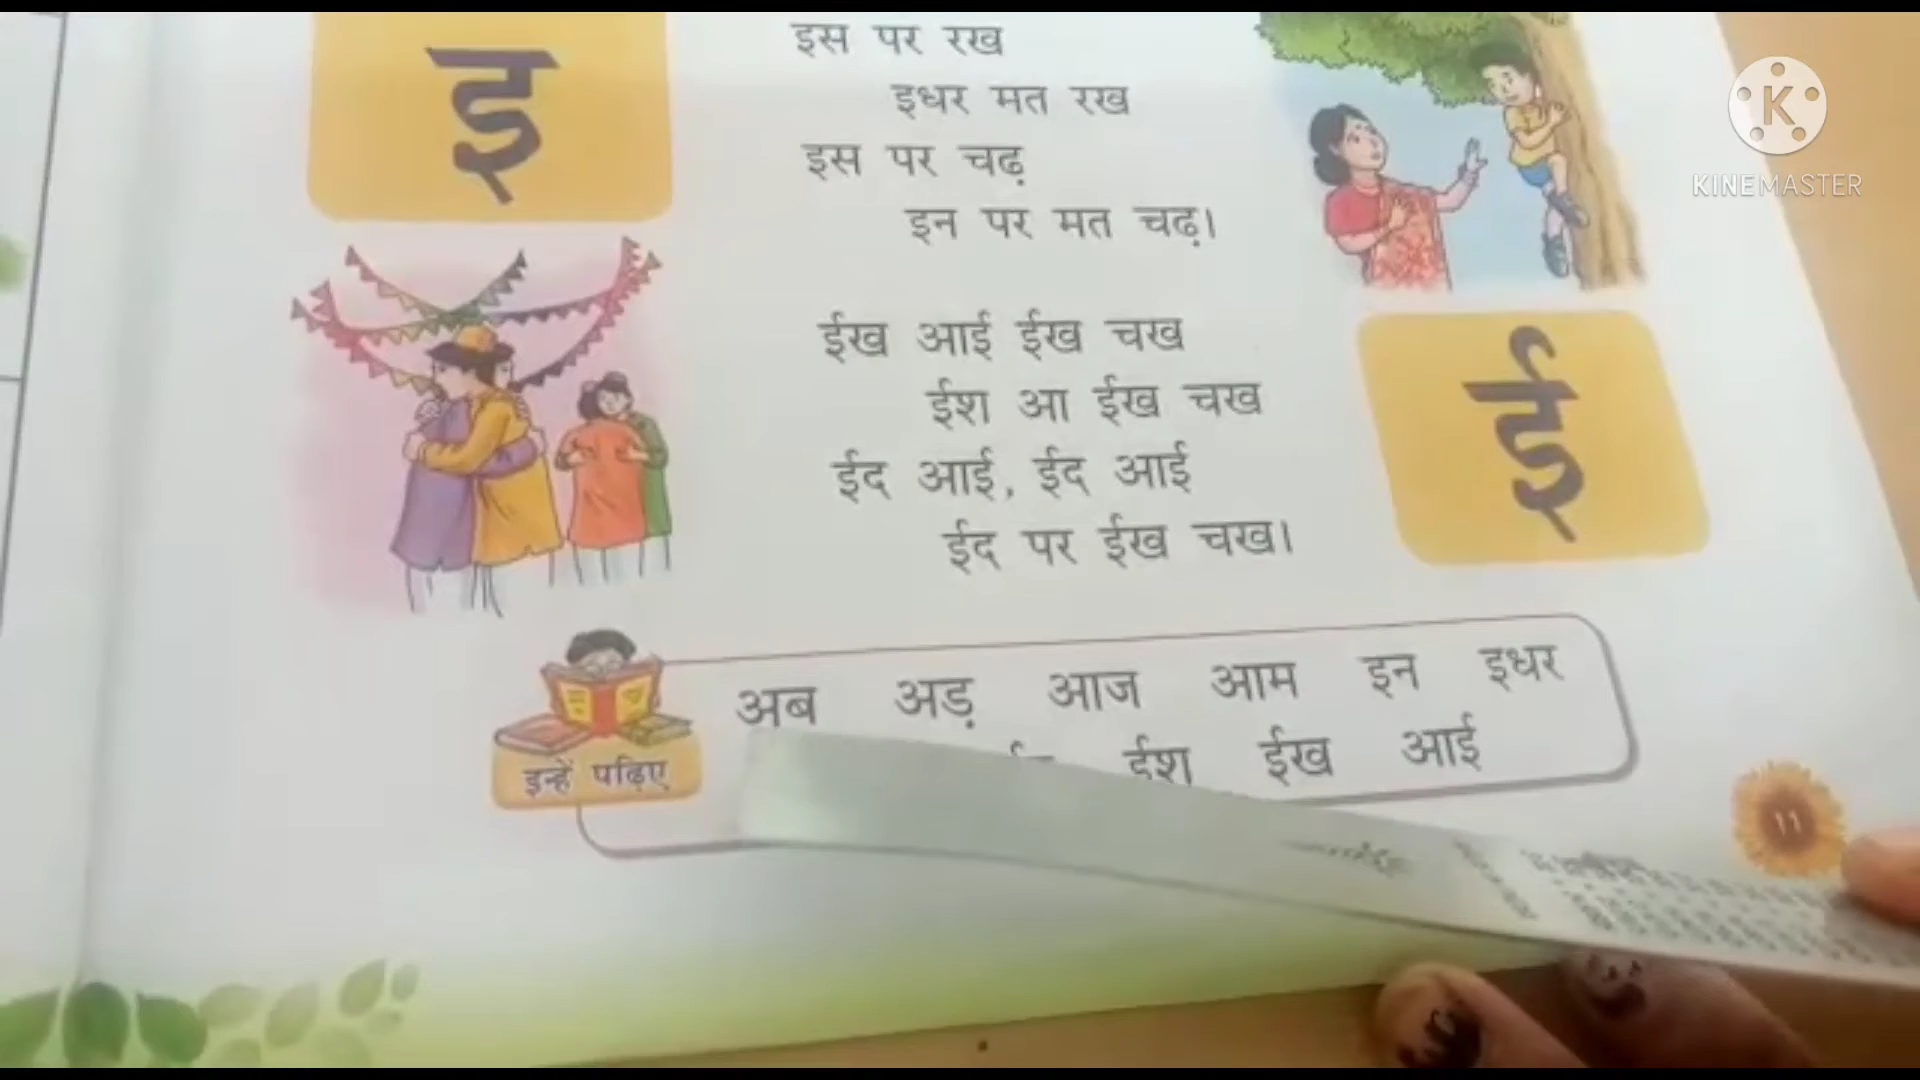 इ
इस पर रख
इधर मत रख
इस पर चढ़
इन पर मत चढ़।
ईख आई ईख चख
ईश आ ईख चख
ईद आई, ईद आई
ईद पर ईख चख।
ई
इन्हें पढ़िए
अब अड़ आज आम इन इधर
ईश ईख आई
११
K
KINEMASTER